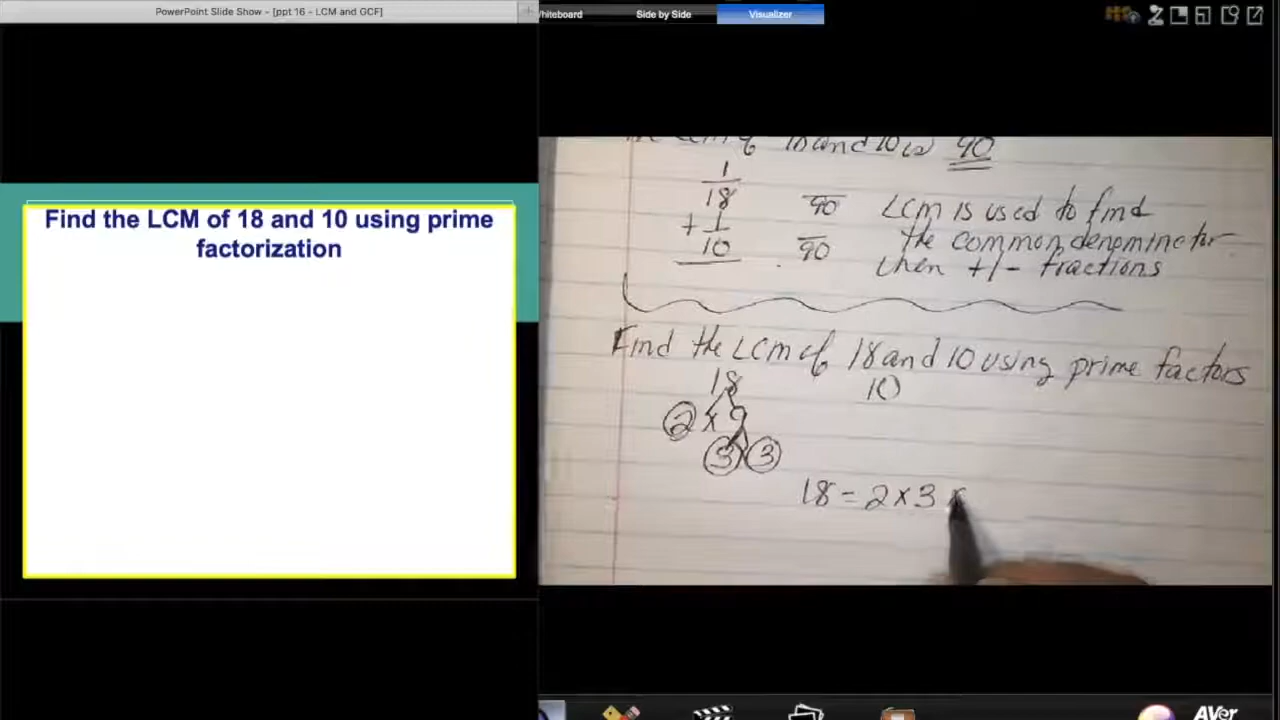 PowerPoint Slide Show - [ppt 16 - LCM and GCF]
Whiteboard Side by Side Visualizer
Find the LCM of 18 and 10 using prime
factorization
LCM of 18 and 10 is 90
1
18 90 LCM is used to find
+ 1 the common denominator
10 90 then +/- fractions
Find the LCM of 18 and 10 using prime factors
18 10
2 x 9
3 3
18 = 2 x 3
AVer